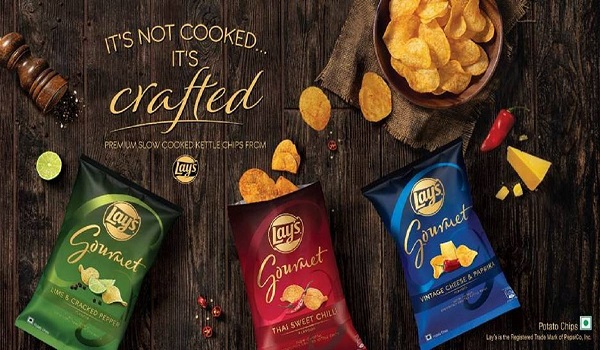 IT'S NOT COOKED...
IT'S
crafted
PREMIUM SLOW COOKED KETTLE CHIPS FROM
Lay's
Lay's
Gourmet
LIME & CRACKED PEPPER
Lay's
Gourmet
THAI SWEET CHILLI
Lay's
Gourmet
VINTAGE CHEESE & PAPRIKA
Potato Chips
Lay's is the Registered Trade Mark of PepsiCo, Inc.